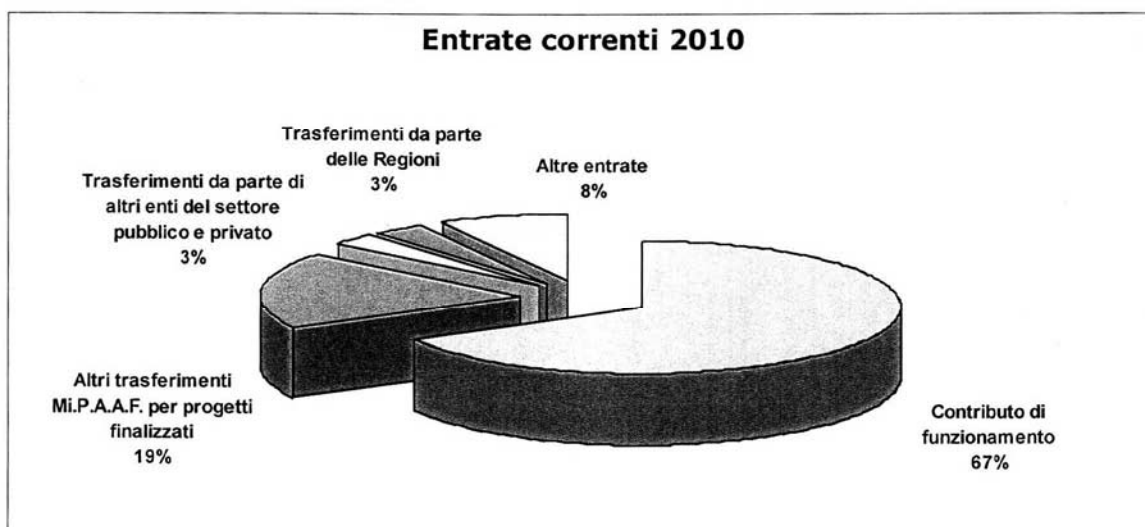 Entrate correnti 2010
Trasferimenti da parte
delle Regioni
3%
Altre entrate
8%
Trasferimenti da parte di
altri enti del settore
pubblico e privato
3%
Altri trasferimenti
Mi.P.A.A.F. per progetti
finalizzati
19%
Contributo di
funzionamento
67%